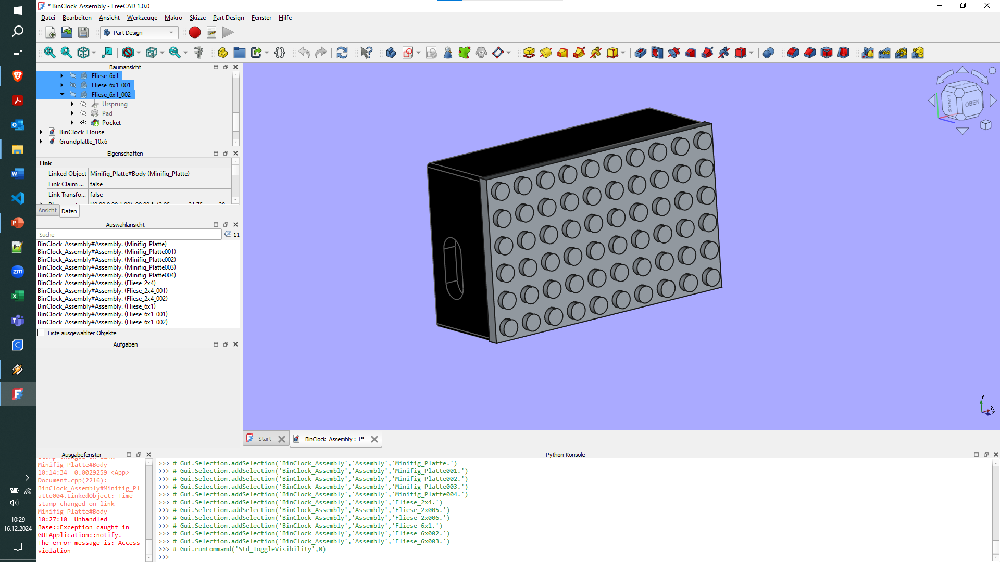 * BinClock_Assembly - FreeCAD 1.0.0
Datei Bearbeiten Ansicht Werkzeuge Makro Skizze Part Design Fenster Hilfe
Part Design
Baumansicht
Fliese_6x1
Fliese_6x1_001
Fliese_6x1_002
Ursprung
Pad
Pocket
BinClock_House
Grundplatte_10x6
Eigenschaften
Link
Linked Object Minifig_Platte#Body (Minifig_Platte)
Link Claim ... false
Link Transfo... false
Ansicht Daten
Auswahlansicht
Suche 11
BinClock_Assembly#Assembly. (Minifig_Platte)
BinClock_Assembly#Assembly. (Minifig_Platte001)
BinClock_Assembly#Assembly. (Minifig_Platte002)
BinClock_Assembly#Assembly. (Minifig_Platte003)
BinClock_Assembly#Assembly. (Minifig_Platte004)
BinClock_Assembly#Assembly. (Fliese_2x4)
BinClock_Assembly#Assembly. (Fliese_2x4_001)
BinClock_Assembly#Assembly. (Fliese_2x4_002)
BinClock_Assembly#Assembly. (Fliese_6x1)
BinClock_Assembly#Assembly. (Fliese_6x1_001)
BinClock_Assembly#Assembly. (Fliese_6x1_002)
Liste ausgewählter Objekte
Aufgaben
LINKS OBEN
Y
X
Z
Start BinClock_Assembly : 1*
Ausgabefenster
Minifig_Platte#Body
10:14:34 0.0029259 <App>
Document.cpp(2216):
BinClock_Assembly#Minifig_Pl
atte004.LinkedObject: Time
stamp changed on link
Minifig_Platte#Body
10:27:10 Unhandled
Base::Exception caught in
GUIApplication::notify.
The error message is: Access
violation
Python-Konsole
>>> # Gui.Selection.addSelection('BinClock_Assembly','Assembly','Minifig_Platte.')
>>> # Gui.Selection.addSelection('BinClock_Assembly','Assembly','Minifig_Platte001.')
>>> # Gui.Selection.addSelection('BinClock_Assembly','Assembly','Minifig_Platte002.')
>>> # Gui.Selection.addSelection('BinClock_Assembly','Assembly','Minifig_Platte003.')
>>> # Gui.Selection.addSelection('BinClock_Assembly','Assembly','Minifig_Platte004.')
>>> # Gui.Selection.addSelection('BinClock_Assembly','Assembly','Fliese_2x4.')
>>> # Gui.Selection.addSelection('BinClock_Assembly','Assembly','Fliese_2x005.')
>>> # Gui.Selection.addSelection('BinClock_Assembly','Assembly','Fliese_2x006.')
>>> # Gui.Selection.addSelection('BinClock_Assembly','Assembly','Fliese_6x1.')
>>> # Gui.Selection.addSelection('BinClock_Assembly','Assembly','Fliese_6x002.')
>>> # Gui.Selection.addSelection('BinClock_Assembly','Assembly','Fliese_6x003.')
>>> # Gui.runCommand('Std_ToggleVisibility',0)
>>>
zm
10:29
16.12.2024